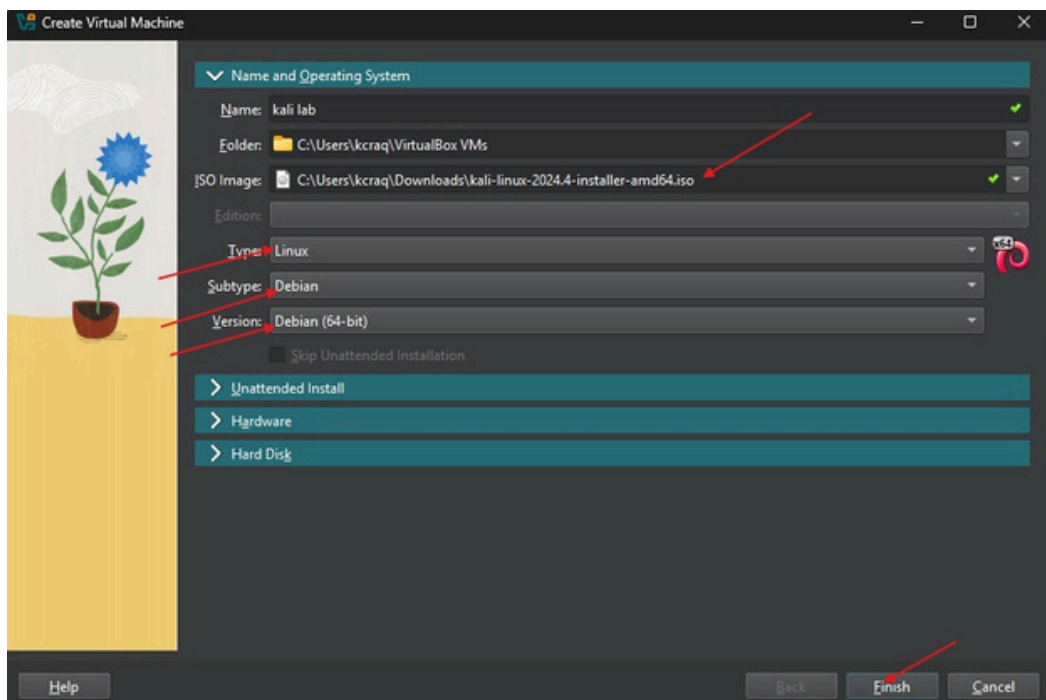 Create Virtual Machine
Name and Operating System
Name: kali lab
Folder: C:\Users\kcraq\VirtualBox VMs
ISO Image: C:\Users\kcraq\Downloads\kali-linux-2024.4-installer-amd64.iso
Edition:
Type: Linux
x64
Subtype: Debian
Version: Debian (64-bit)
Skip Unattended Installation
Unattended Install
Hardware
Hard Disk
Help Back Finish Cancel